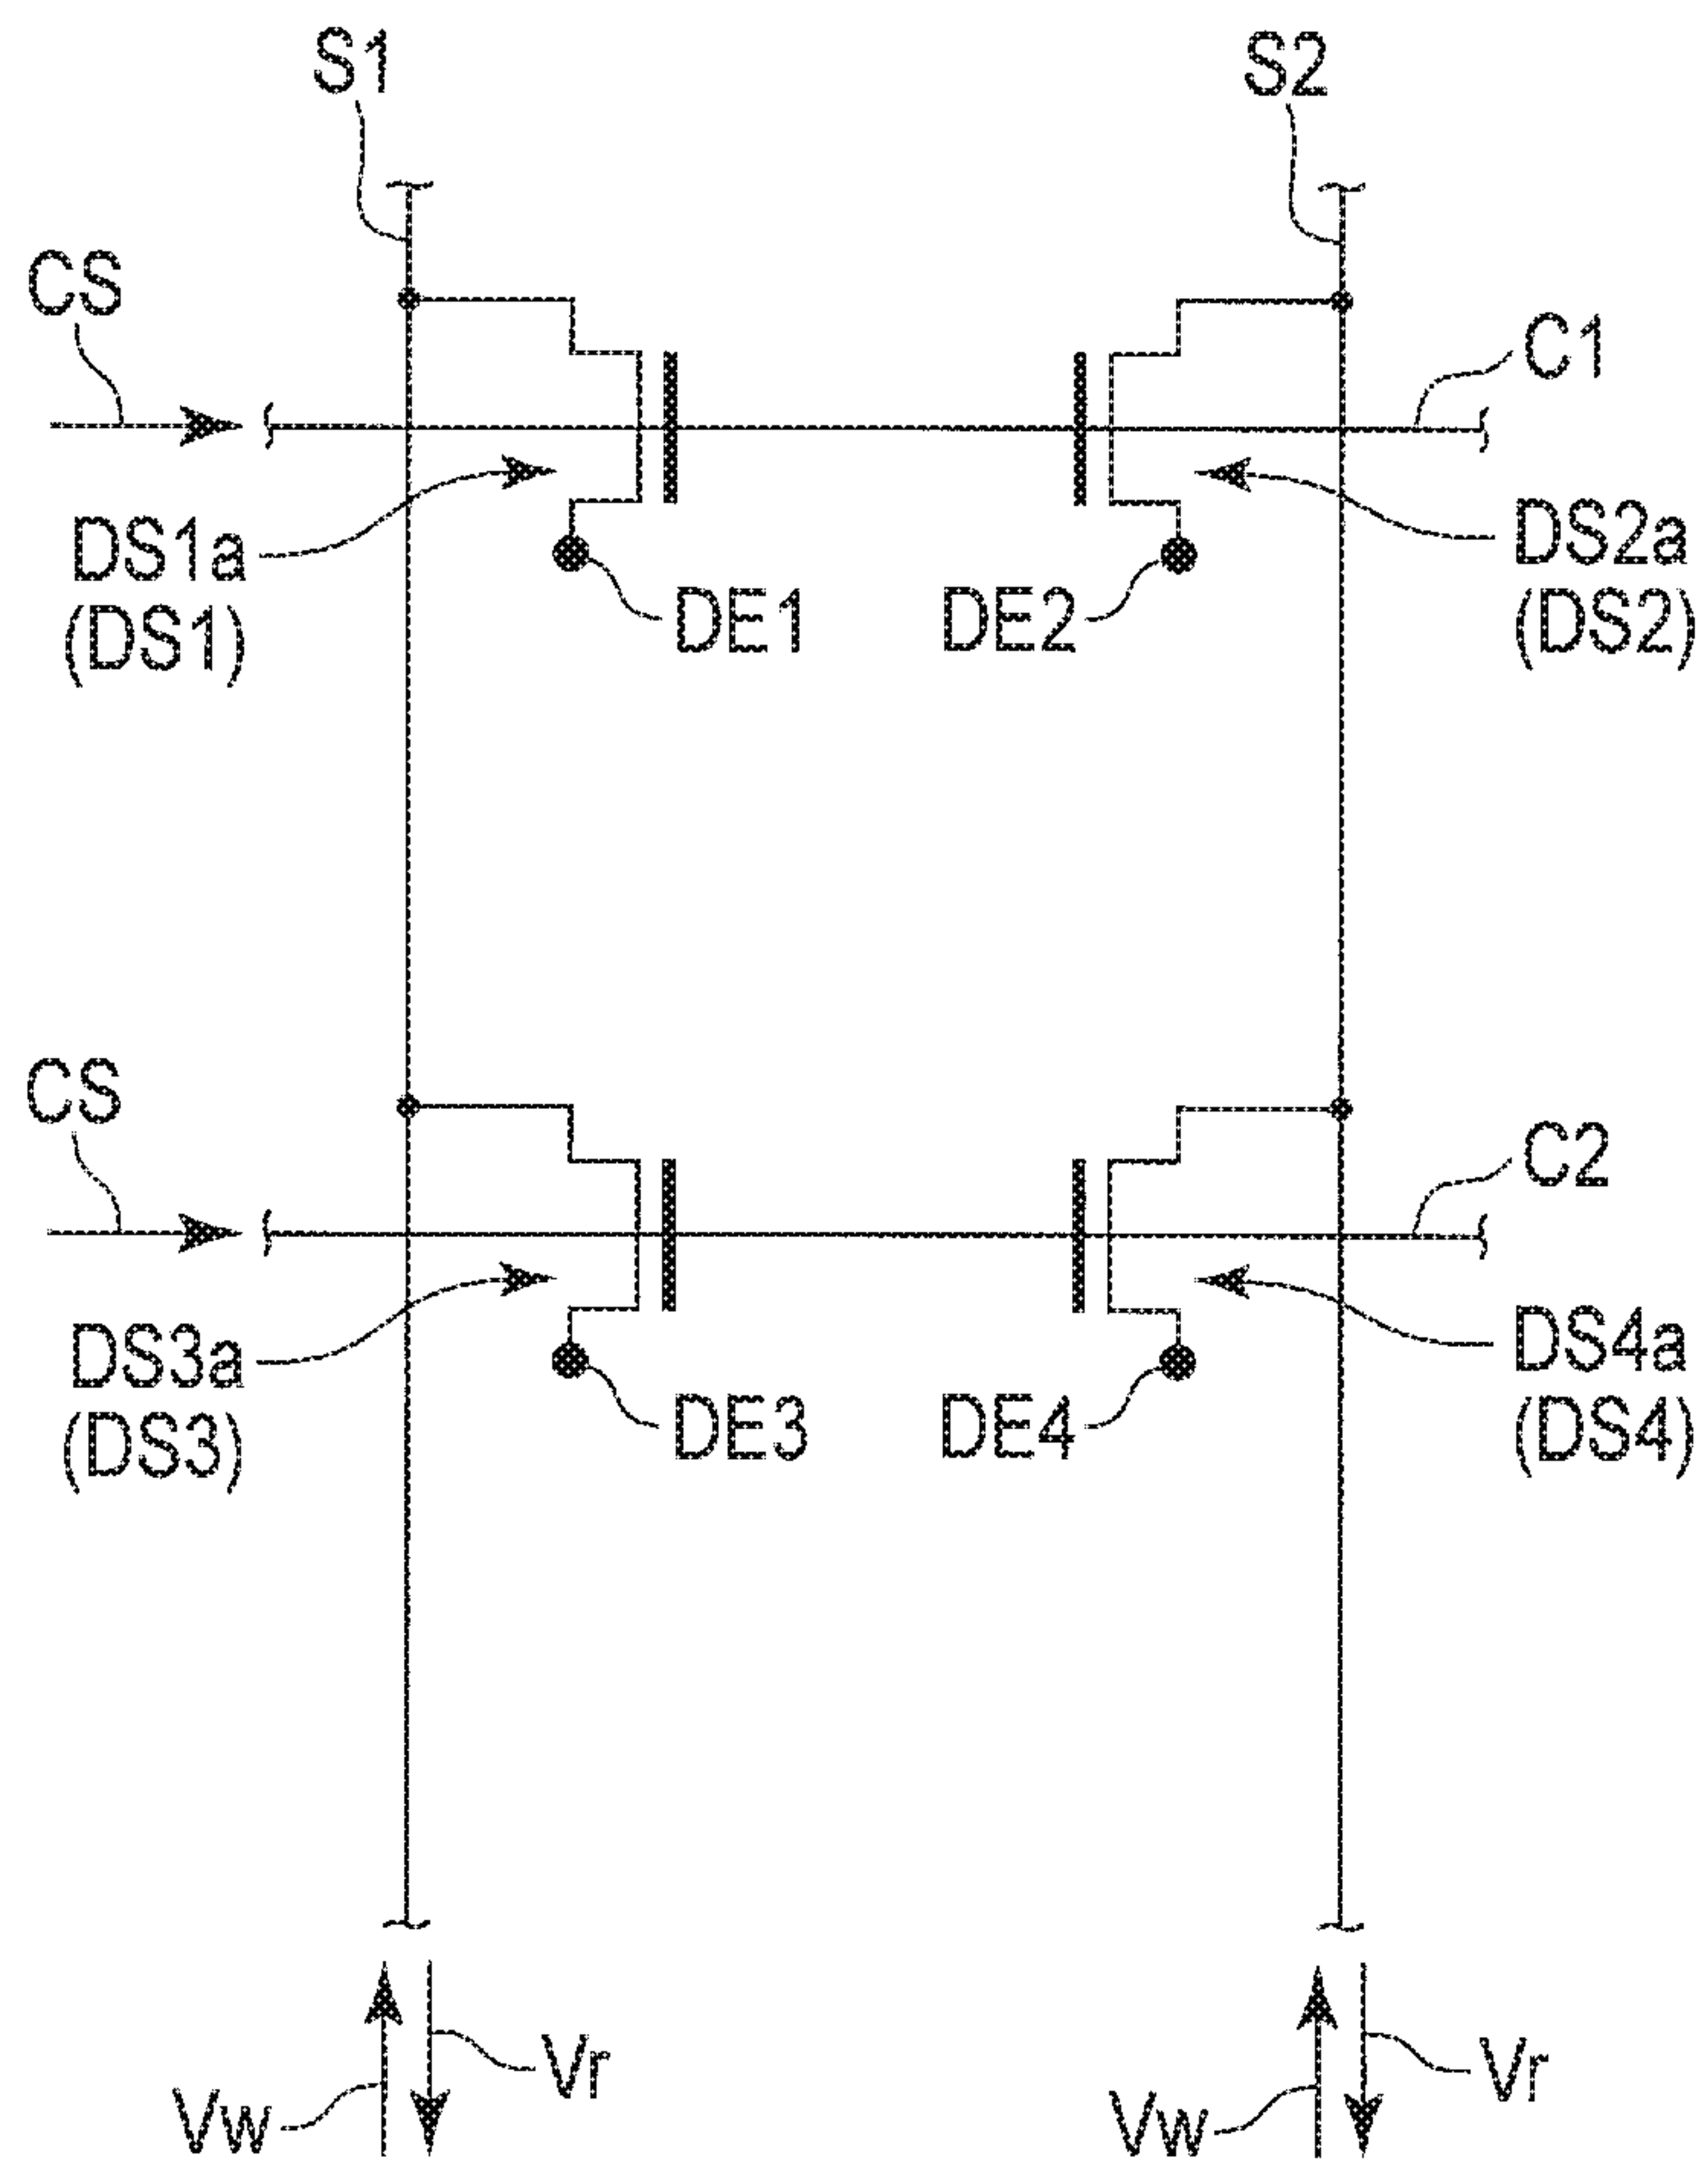 S1
S2
CS
C1
DS1a
(DS1)
DE1
DE2
DS2a
(DS2)
CS
C2
DS3a
(DS3)
DE3
DE4
DS4a
(DS4)
Vw
Vr
Vw
Vr